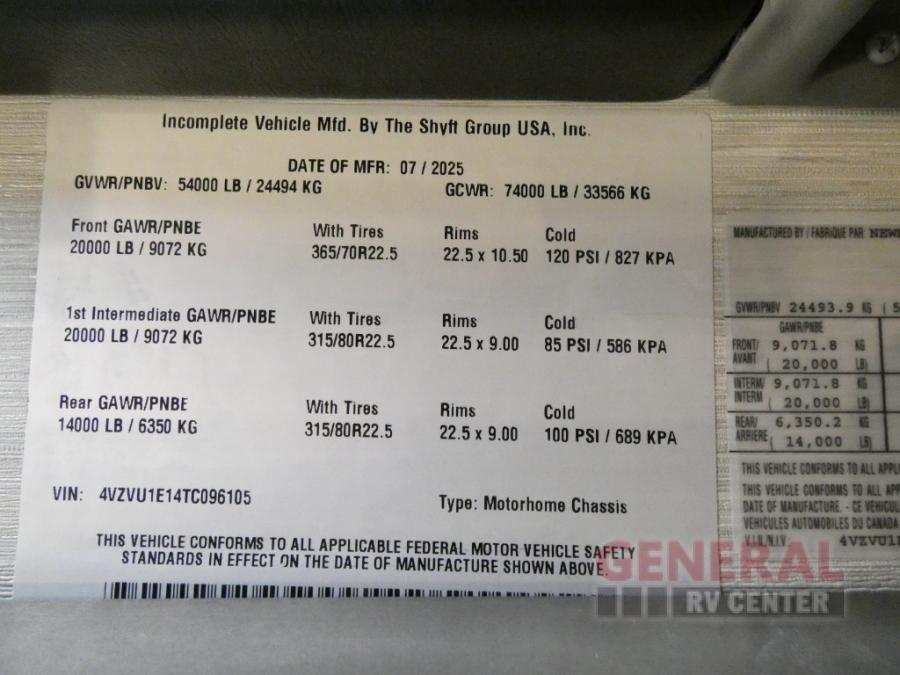 Incomplete Vehicle Mfd. By The Shyft Group USA, Inc.
DATE OF MFR: 07 / 2025
GVWR/PNBV: 54000 LB / 24494 KG GCWR: 74000 LB / 33566 KG
Front GAWR/PNBE With Tires Rims Cold
20000 LB / 9072 KG 365/70R22.5 22.5 x 10.50 120 PSI / 827 KPA
1st Intermediate GAWR/PNBE With Tires Rims Cold
20000 LB / 9072 KG 315/80R22.5 22.5 x 9.00 85 PSI / 586 KPA
Rear GAWR/PNBE With Tires Rims Cold
14000 LB / 6350 KG 315/80R22.5 22.5 x 9.00 100 PSI / 689 KPA
VIN: 4VZVU1E14TC096105 Type: Motorhome Chassis
THIS VEHICLE CONFORMS TO ALL APPLICABLE FEDERAL MOTOR VEHICLE SAFETY
STANDARDS IN EFFECT ON THE DATE OF MANUFACTURE SHOWN ABOVE.
MANUFACTURED BY / FABRIQUE PAR:
GVWR/PNBV 24493.9 KG ( 5
GAWR/PNBE
FRONT/ 9,071.8 KG
AVANT ( 20,000 LB)
INTERM/ 9,071.8 KG
INTERM ( 20,000 LB)
REAR/ 6,350.2 KG
ARRIERE ( 14,000 LB)
THIS VEHICLE CONFORMS TO ALL
THIS VEHICLE CONFORMS TO ALL
DATE OF MANUFACTURE. - CE
VEHICULES AUTOMOBILES DU CANADA
V.I.N./N.I.V. 4VZVU1
GENERAL
RV CENTER